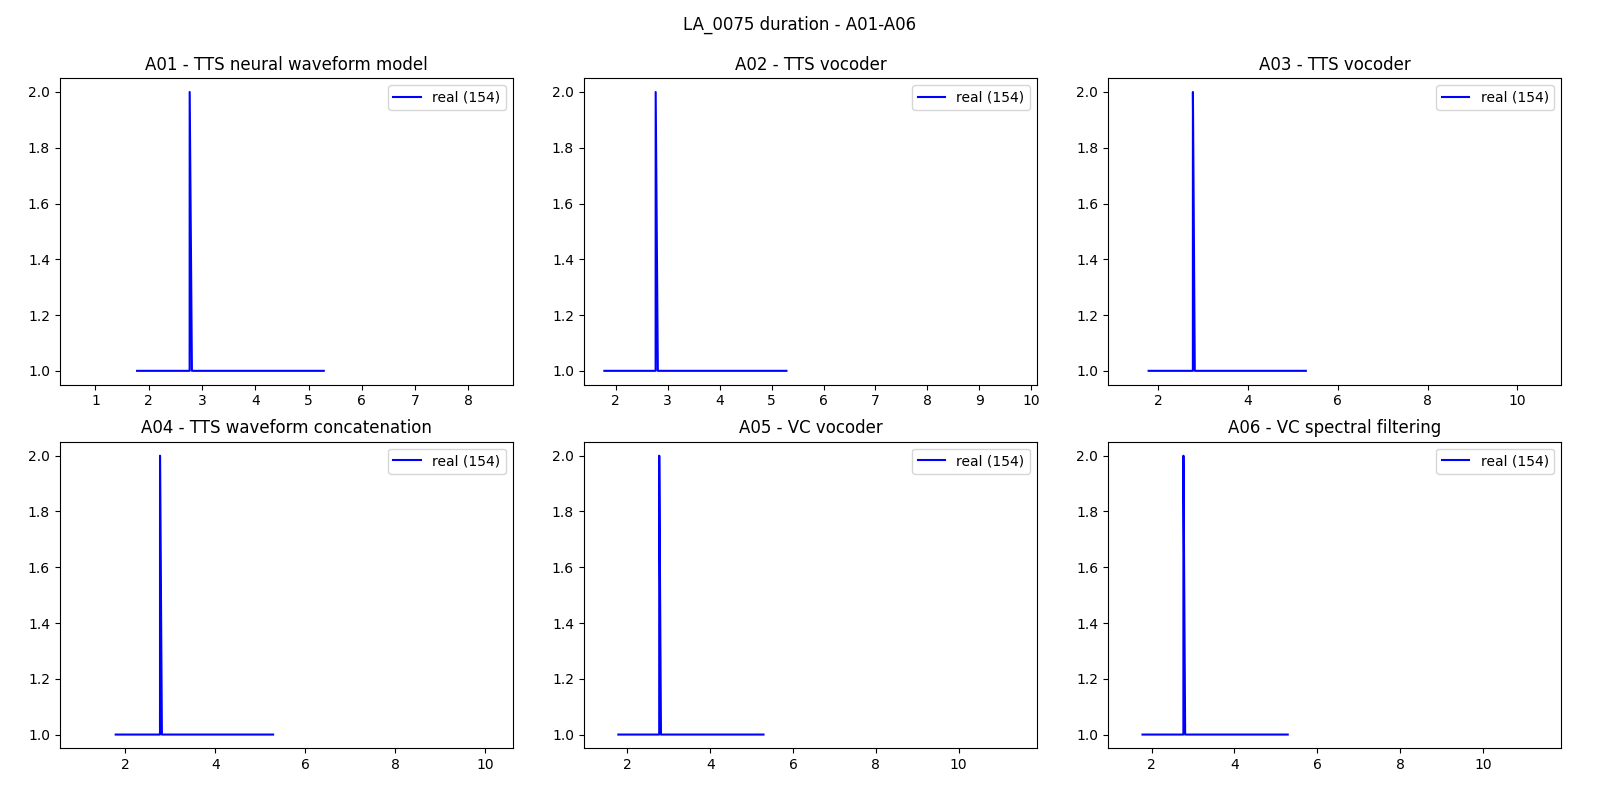 LA_0075 duration - A01-A06
A01 - TTS neural waveform model
real (154)
2.0
1.8
1.6
1.4
1.2
1.0
1 2 3 4 5 6 7 8
A02 - TTS vocoder
real (154)
2.0
1.8
1.6
1.4
1.2
1.0
2 3 4 5 6 7 8 9 10
A03 - TTS vocoder
real (154)
2.0
1.8
1.6
1.4
1.2
1.0
2 4 6 8 10
A04 - TTS waveform concatenation
real (154)
2.0
1.8
1.6
1.4
1.2
1.0
2 4 6 8 10
A05 - VC vocoder
real (154)
2.0
1.8
1.6
1.4
1.2
1.0
2 4 6 8 10
A06 - VC spectral filtering
real (154)
2.0
1.8
1.6
1.4
1.2
1.0
2 4 6 8 10